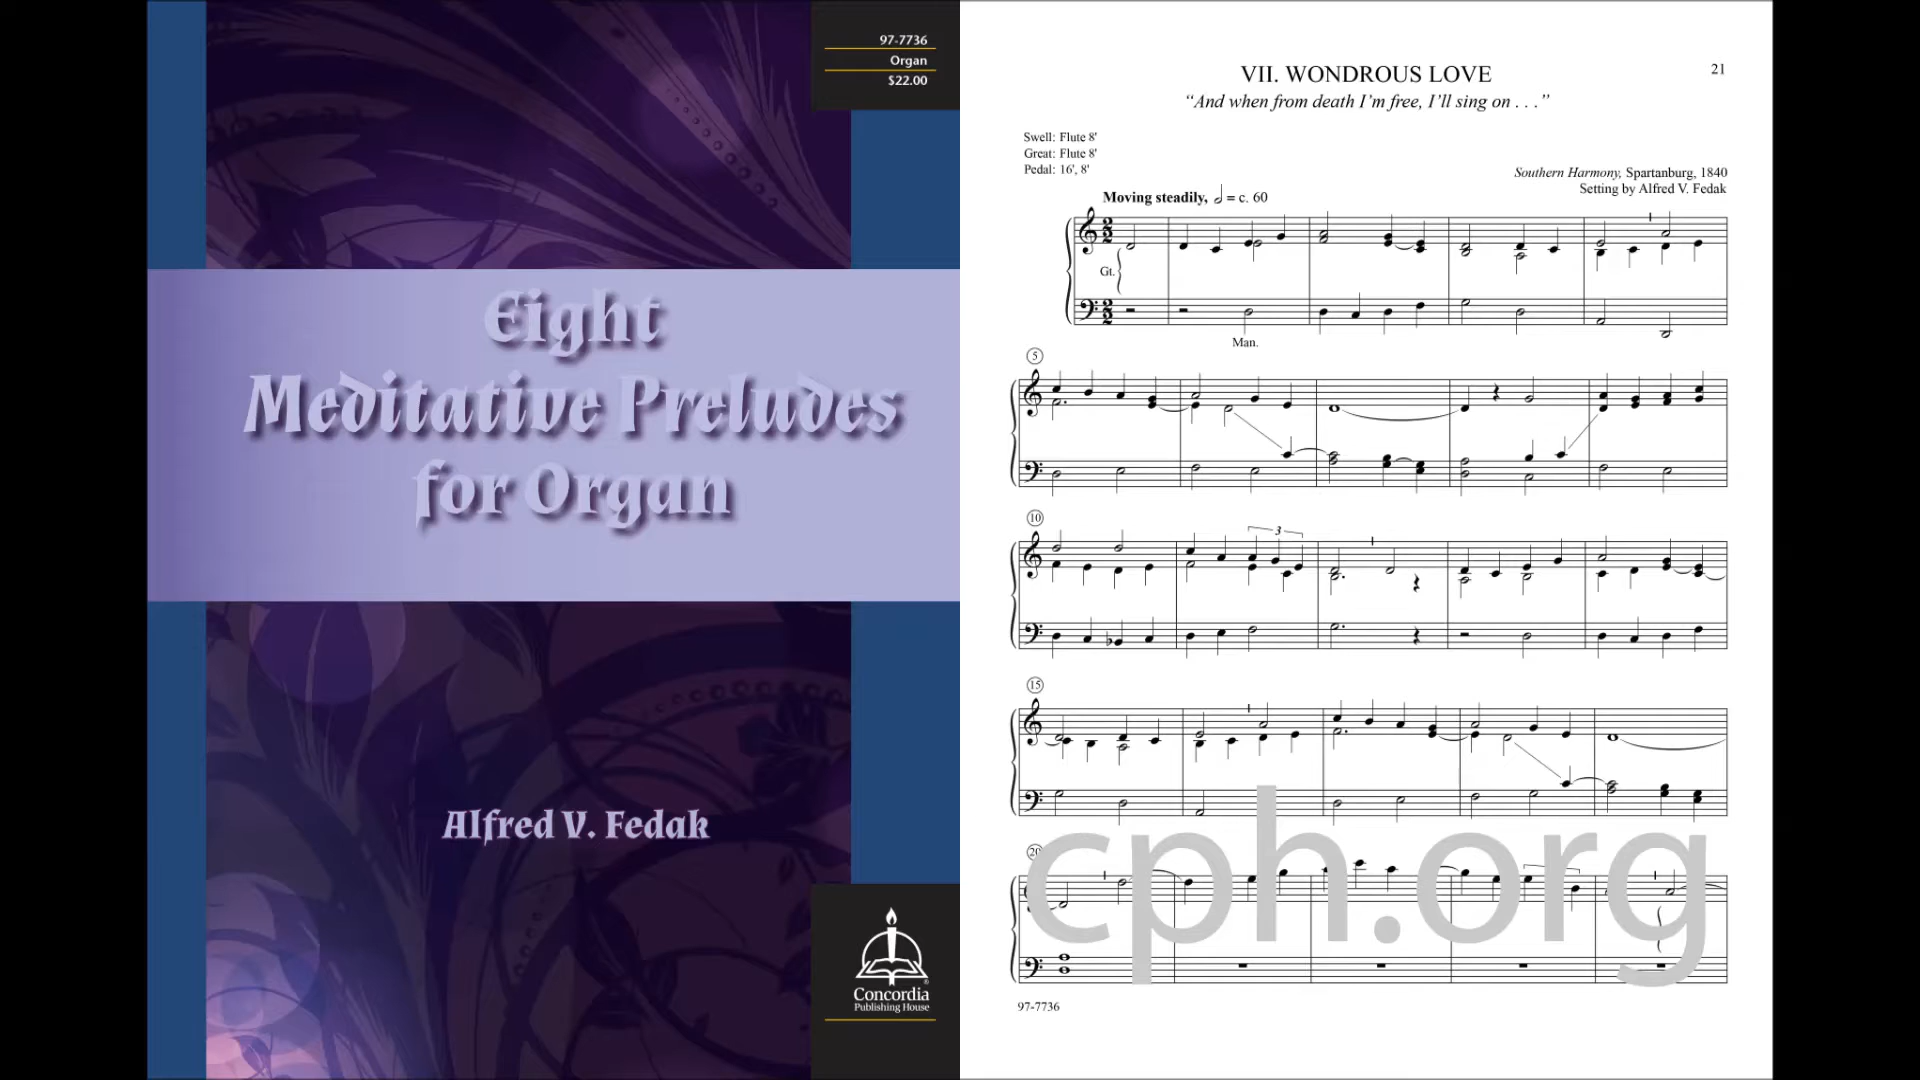 97-7736
Organ
$22.00
Eight
Meditative Preludes
for Organ
Alfred V. Fedak
Concordia
Publishing House
21
VII. WONDROUS LOVE
“And when from death I’m free, I’ll sing on . . .”
Swell: Flute 8'
Great: Flute 8'
Pedal: 16', 8'
Southern Harmony, Spartanburg, 1840
Setting by Alfred V. Fedak
Moving steadily, 𝅗𝅥 = c. 60
Gt.
Man.
5
10
3
15
20
cph.org
97-7736